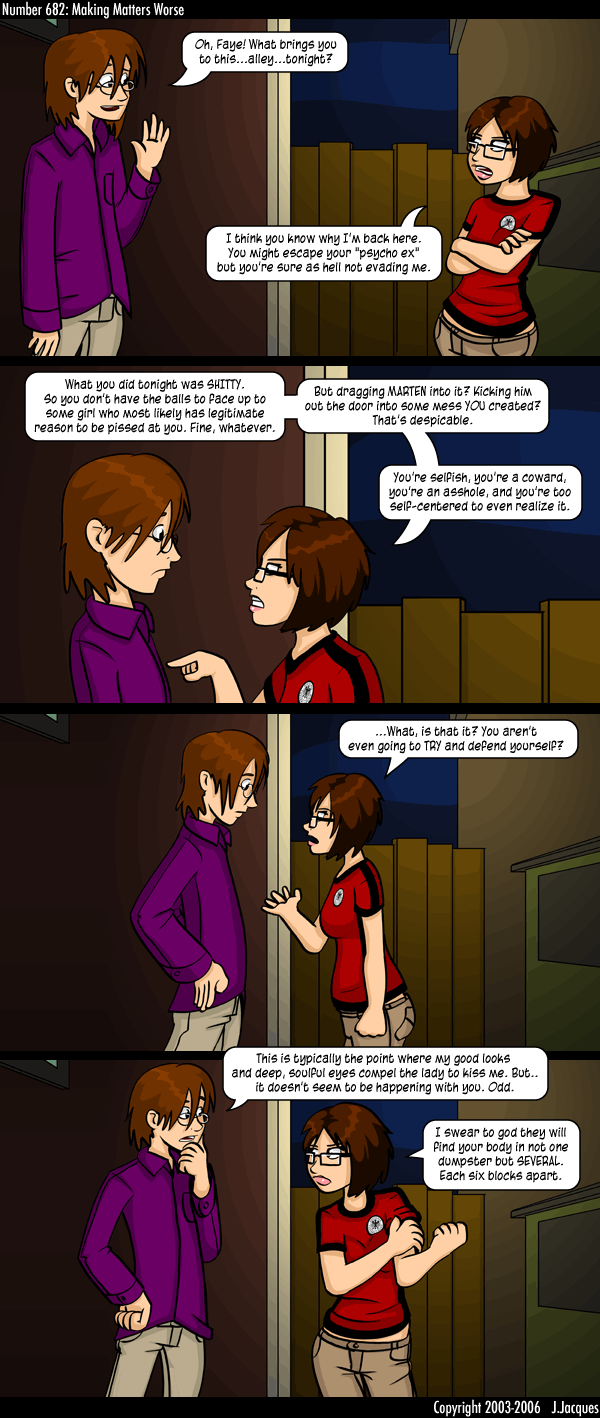 Number 682: Making Matters Worse
Oh, Faye! What brings you
to this...alley...tonight?
I think you know why I'm back here.
You might escape your "psycho ex"
but you're sure as hell not evading me.
What you did tonight was SHITTY.
So you don't have the balls to face up to
some girl who most likely has legitimate
reason to be pissed at you. Fine, whatever.
But dragging MARTEN into it? Kicking him
out the door into some mess YOU created?
That's despicable.
You're selfish, you're a coward,
you're an asshole, and you're too
self-centered to even realize it.
...What, is that it? You aren't
even going to TRY and defend yourself?
This is typically the point where my good looks
and deep, soulful eyes compel the lady to kiss me. But..
it doesn't seem to be happening with you. Odd.
I swear to god they will
find your body in not one
dumpster but SEVERAL.
Each six blocks apart.
Copyright 2003-2006 J.Jacques